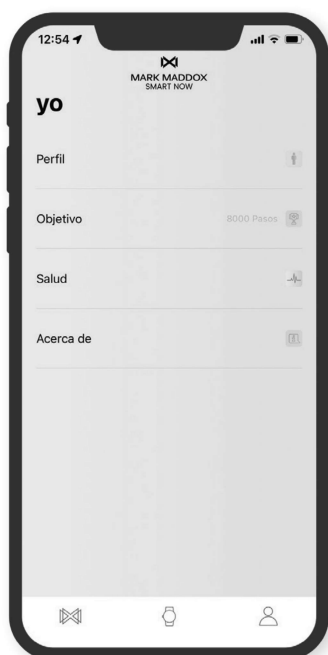 12:54
MARK MADDOX
SMART NOW
yo
Perfil
Objetivo 8000 Pasos
Salud
Acerca de